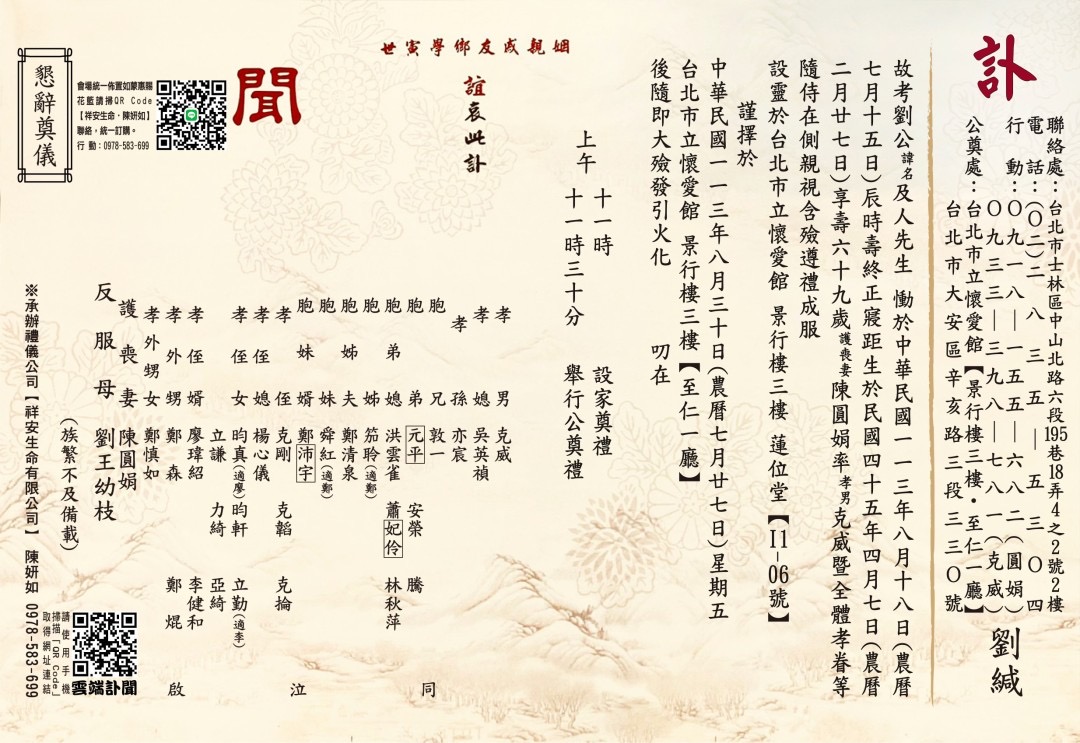 訃
聯絡處：台北市士林區中山北路六段195巷18弄4之2號2樓
電話：(〇二)二八三五—五三〇四
行動：〇九一八—一五五—六八二(圓娟)
〇九三三—三九八—七八一(克威)
公奠處：台北市立懷愛館【景行樓三樓・至仁一廳】
台北市大安區辛亥路三段三三〇號
劉緘
故考劉公諱名及人先生 慟於中華民國一一三年八月十八日(農曆
七月十五日)辰時壽終正寢距生於民國四十五年四月七日(農曆
二月廿七日)享壽六十九歲護喪妻陳圓娟率孝男克威暨全體孝眷等
隨侍在側親視含殮遵禮成服
設靈於台北市立懷愛館 景行樓三樓 蓮位堂【I1-06號】
謹擇於
中華民國一一三年八月三十日(農曆七月廿七日)星期五
台北市立懷愛館 景行樓三樓【至仁一廳】
後隨即大殮發引火化 叨在
上午 十一時 設家奠禮
十一時三十分 舉行公奠禮
世寅學鄉友戚親姻
誼哀此訃
聞
孝男 克威
孝媳 吳英禎
孝孫 亦宸
胞兄 敦一
胞弟 元平 安榮 騰
胞弟媳 洪雲雀 蕭妃伶 林秋萍
胞姊 笳聆(適鄭)
胞姊夫 鄭清泉
胞妹 舜紅(適鄭)
胞妹婿 鄭沛宇
孝侄 克剛 克韜 克掄
孝侄媳 楊心儀
孝侄女 昀真(適廖) 昀軒 立勤(適李)
立謙 力綺 亞綺
孝侄婿 廖瑋紹 李健和
孝外甥 鄭森 鄭焜
孝外甥女 鄭慎如
護喪妻 陳圓娟
反服母 劉王幼枝
(族繁不及備載)
同泣啟
懇辭奠儀
會場統一佈置如蒙惠賜
花籃請掃QR Code
【祥安生命・陳妍如】
聯絡，統一訂購。
行動：0978-583-699
※承辦禮儀公司【祥安生命有限公司】 陳妍如 0978-583-699
請使用手機
掃描「QR Code」
取得網址連結
雲端訃聞